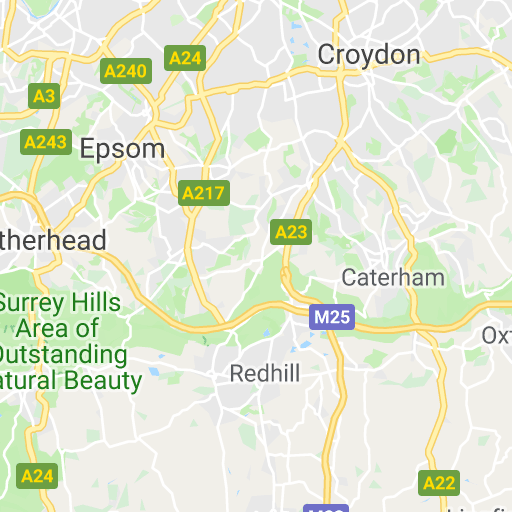 Croydon
A24
A240
A3
A243
Epsom
A217
therhead
A23
Caterham
Surrey Hills
Area of
Outstanding
atural Beauty
M25
Oxt
Redhill
A24
A22